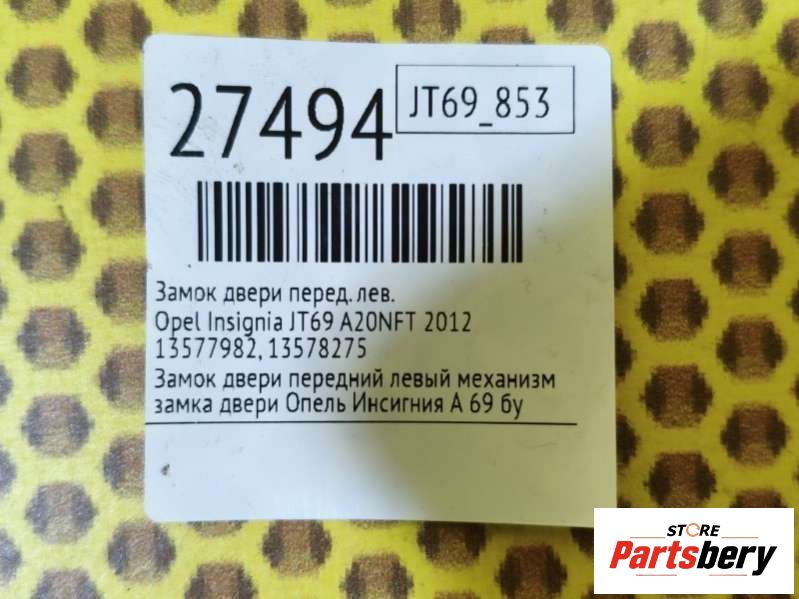 27494
JT69_853
Замок двери перед. лев.
Opel Insignia JT69 A20NFT 2012
13577982, 13578275
Замок двери передний левый механизм
замка двери Опель Инсигния А 69 бу
STORE
Partsbery